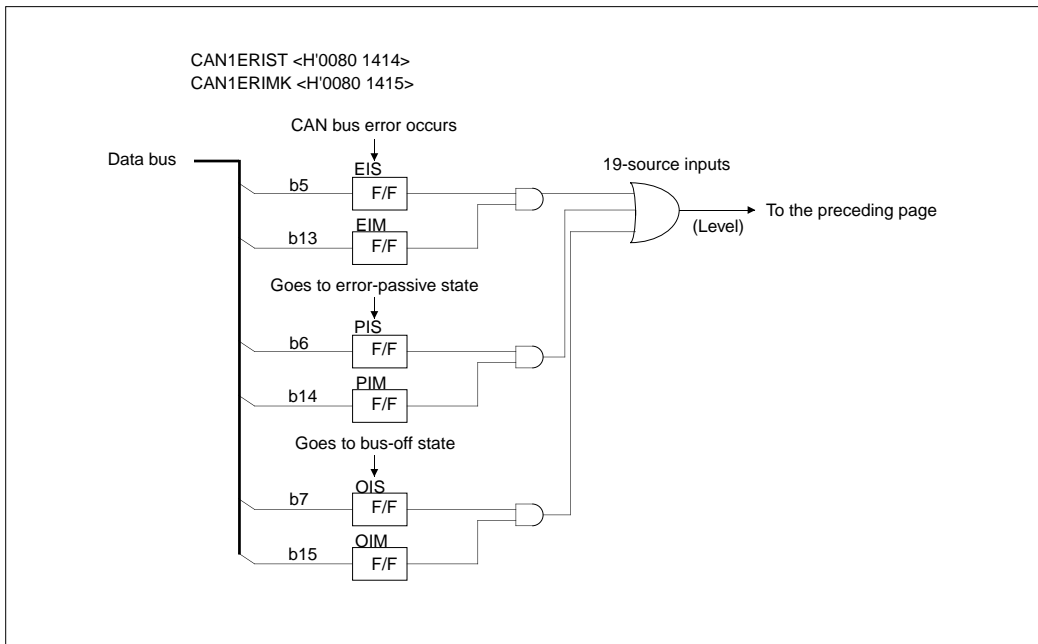 CAN1ERIST <H'0080 1414>
CAN1ERIMK <H'0080 1415>
CAN bus error occurs
Data bus
19-source inputs
EIS
b5
F/F
To the preceding page
(Level)
EIM
b13
F/F
Goes to error-passive state
PIS
b6
F/F
PIM
b14
F/F
Goes to bus-off state
OIS
b7
F/F
OIM
b15
F/F